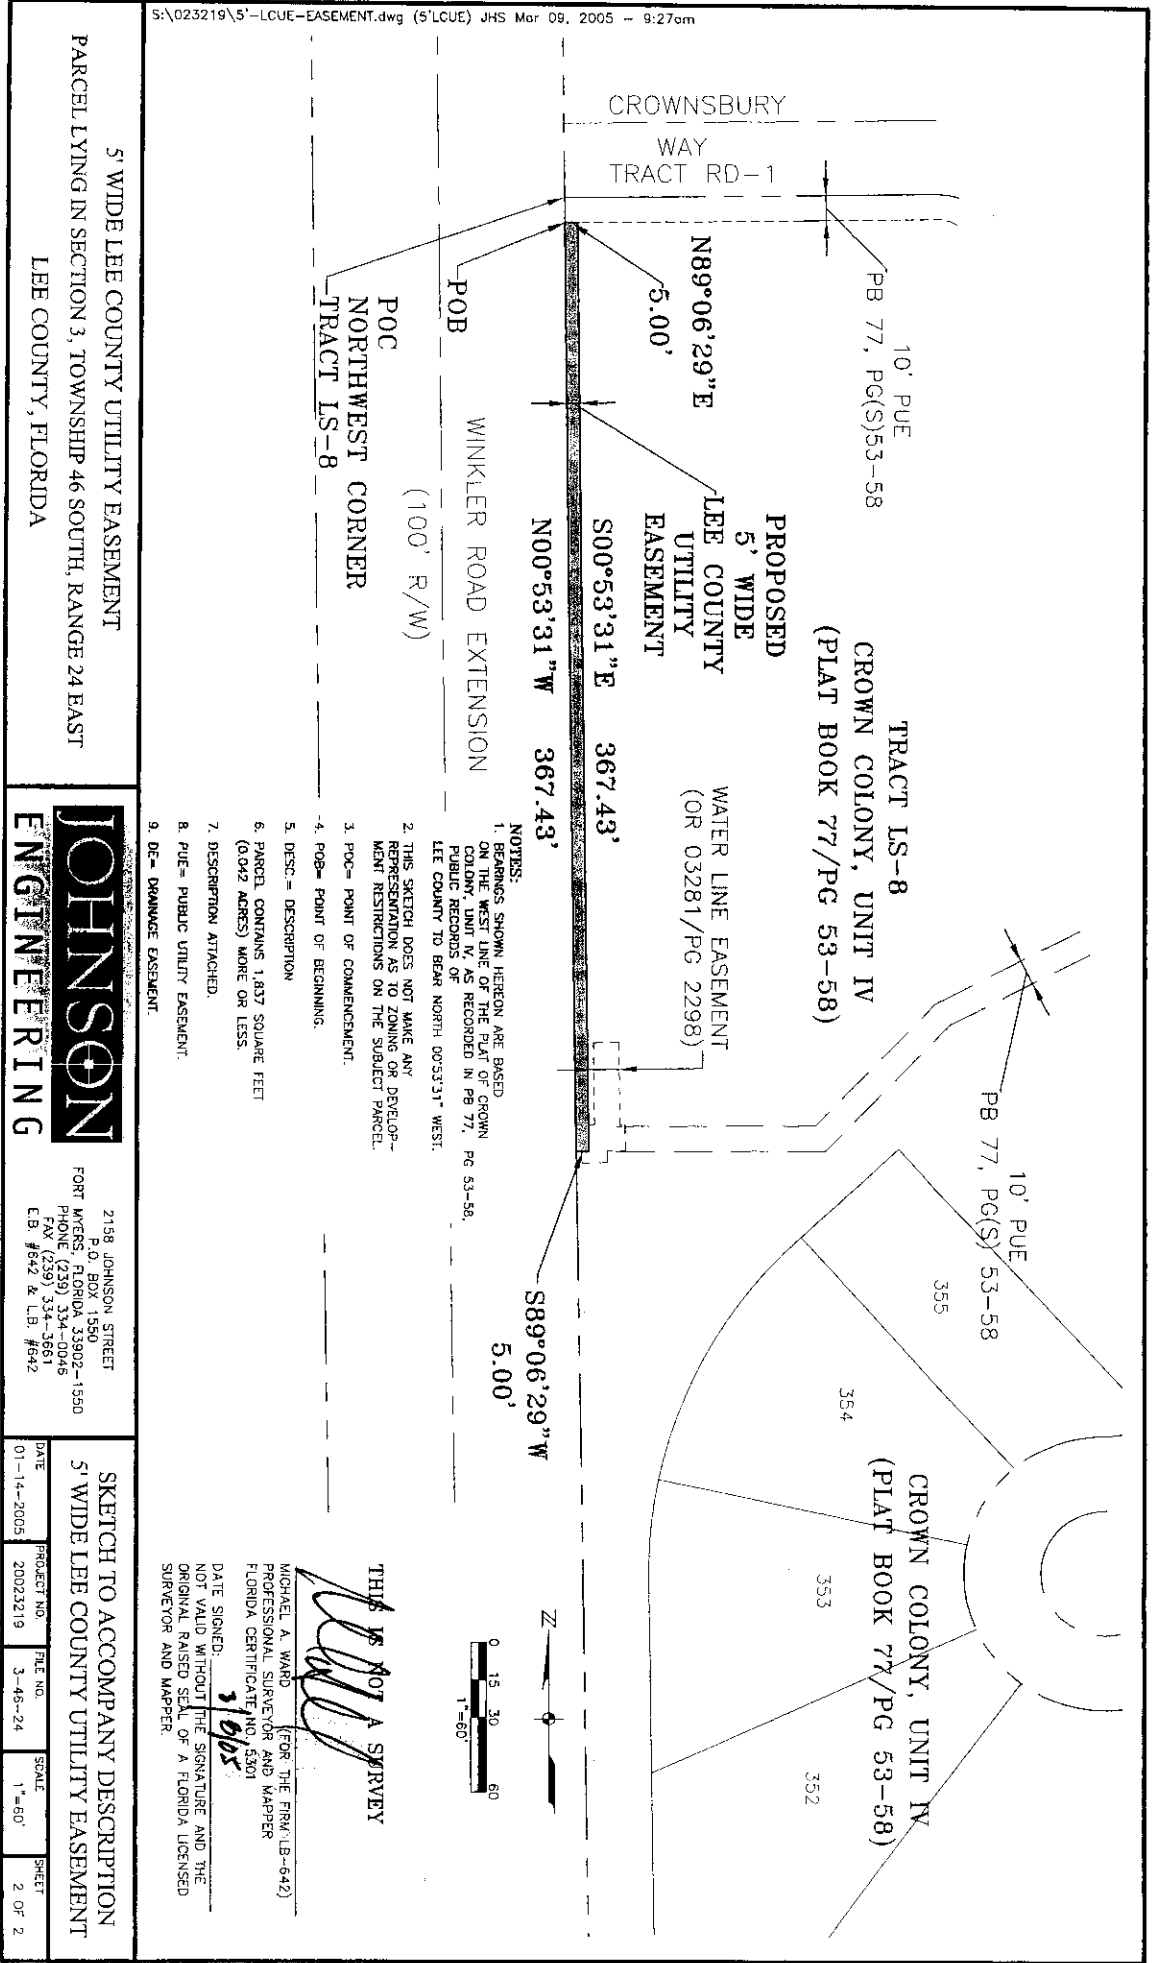 S:\023219\5'-LCUE-EASEMENT.dwg (5'LCUE) JHS Mar 09, 2005 - 9:27am
CROWNSBURY
WAY
TRACT RD-1
10' PUE
PB 77, PG(S)53-58
N89°06'29"E
5.00'
PROPOSED
5' WIDE
LEE COUNTY
UTILITY
EASEMENT
TRACT LS-8
CROWN COLONY, UNIT IV
(PLAT BOOK 77/PG 53-58)
S00°53'31"E 367.43'
N00°53'31"W 367.43'
WATER LINE EASEMENT
(OR 03281/PG 2298)
10' PUE
PB 77, PG(S) 53-58
355
354
353
352
CROWN COLONY, UNIT IV
(PLAT BOOK 77/PG 53-58)
POB
POC
NORTHWEST CORNER
TRACT LS-8
WINKLER ROAD EXTENSION
(100' R/W)
S89°06'29"W
5.00'
NOTES:
1. BEARINGS SHOWN HEREON ARE BASED
ON THE WEST LINE OF THE PLAT OF CROWN
COLONY, UNIT IV, AS RECORDED IN PB 77, PG 53-58,
PUBLIC RECORDS OF
LEE COUNTY TO BEAR NORTH 00°53'31" WEST.
2. THIS SKETCH DOES NOT MAKE ANY
REPRESENTATION AS TO ZONING OR DEVELOP-
MENT RESTRICTIONS ON THE SUBJECT PARCEL.
3. POC= POINT OF COMMENCEMENT.
4. POB= POINT OF BEGINNING.
5. DESC.= DESCRIPTION
6. PARCEL CONTAINS 1,837 SQUARE FEET
(0.042 ACRES) MORE OR LESS.
7. DESCRIPTION ATTACHED.
8. PUE= PUBLIC UTILITY EASEMENT.
9. DE= DRAINAGE EASEMENT.
N
0 15 30 60
1"=60'
THIS IS NOT A SURVEY
MICHAEL A. WARD (FOR THE FIRM LB-642)
PROFESSIONAL SURVEYOR AND MAPPER
FLORIDA CERTIFICATE NO. 5301
DATE SIGNED:
NOT VALID WITHOUT THE SIGNATURE AND THE
ORIGINAL RAISED SEAL OF A FLORIDA LICENSED
SURVEYOR AND MAPPER.
5' WIDE LEE COUNTY UTILITY EASEMENT
PARCEL LYING IN SECTION 3, TOWNSHIP 46 SOUTH, RANGE 24 EAST
LEE COUNTY, FLORIDA
JOHNSON
ENGINEERING
2158 JOHNSON STREET
P.O. BOX 1550
FORT MYERS, FLORIDA 33902-1550
PHONE (239) 334-0046
FAX (239) 334-3661
E.B. #642 & L.B. #642
SKETCH TO ACCOMPANY DESCRIPTION
5' WIDE LEE COUNTY UTILITY EASEMENT
DATE PROJECT NO. FILE NO. SCALE SHEET
01-14-2005 20023219 3-46-24 1"=60' 2 OF 2